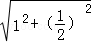 √(1² + (1/2)²)